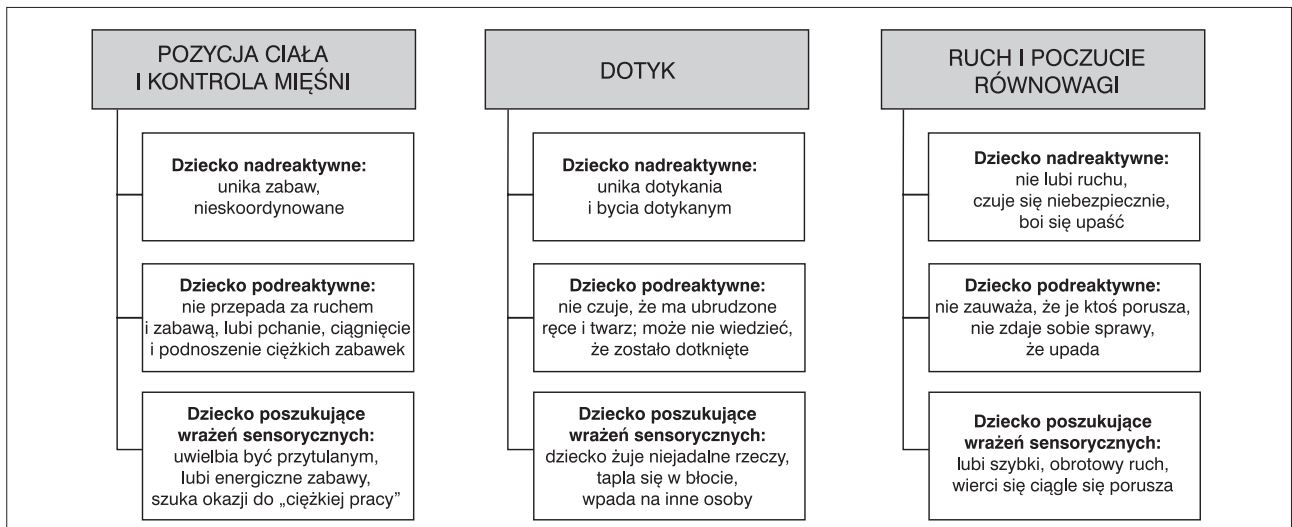 POZYCJA CIAŁA
I KONTROLA MIĘŚNI
Dziecko nadreaktywne:
unika zabaw,
nieskoordynowane
Dziecko podreaktywne:
nie przepada za ruchem
i zabawą, lubi pchanie, ciągnięcie
i podnoszenie ciężkich zabawek
Dziecko poszukujące
wrażeń sensorycznych:
uwielbia być przytulanym,
lubi energiczne zabawy,
szuka okazji do „ciężkiej pracy”
DOTYK
Dziecko nadreaktywne:
unika dotykania
i bycia dotykanym
Dziecko podreaktywne:
nie czuje, że ma ubrudzone
ręce i twarz; może nie wiedzieć,
że zostało dotknięte
Dziecko poszukujące
wrażeń sensorycznych:
dziecko żuje niejadalne rzeczy,
tapla się w błocie,
wpada na inne osoby
RUCH I POCZUCIE
RÓWNOWAGI
Dziecko nadreaktywne:
nie lubi ruchu,
czuje się niebezpiecznie,
boi się upaść
Dziecko podreaktywne:
nie zauważa, że je ktoś porusza,
nie zdaje sobie sprawy,
że upada
Dziecko poszukujące
wrażeń sensorycznych:
lubi szybki, obrotowy ruch,
wierci się ciągle się porusza